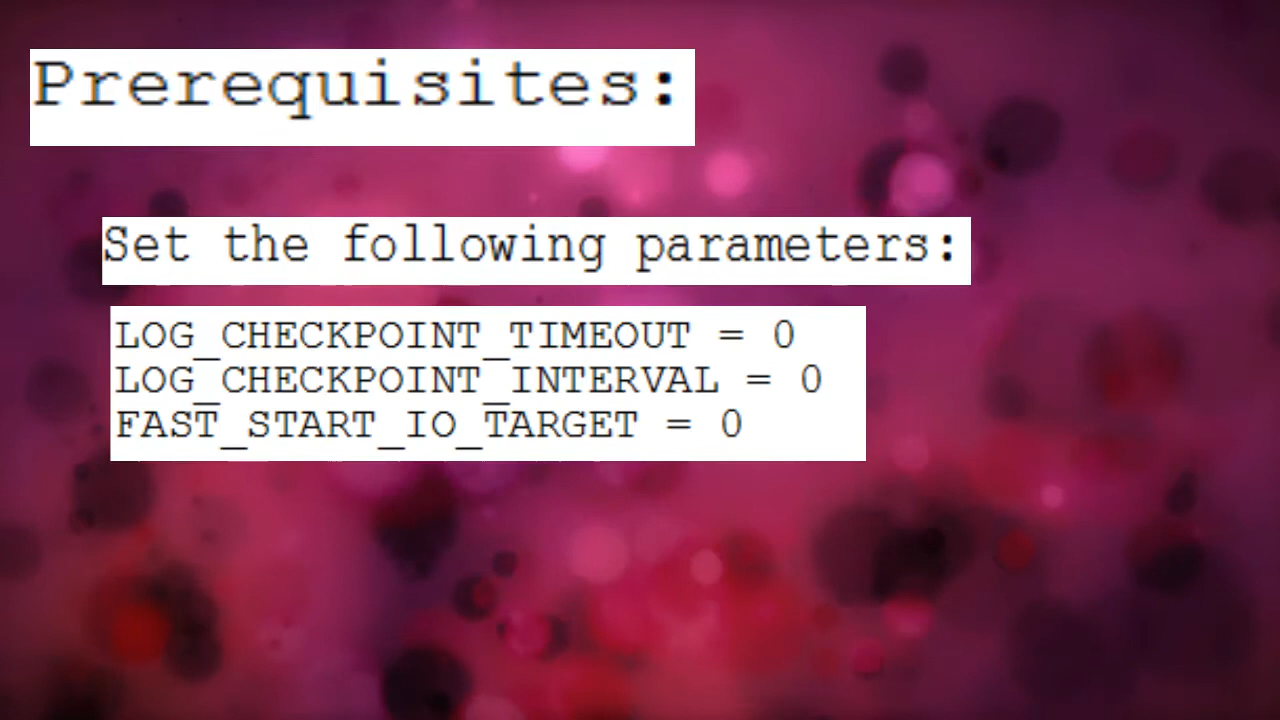 Prerequisites:
Set the following parameters:
LOG_CHECKPOINT_TIMEOUT = 0
LOG_CHECKPOINT_INTERVAL = 0
FAST_START_IO_TARGET = 0